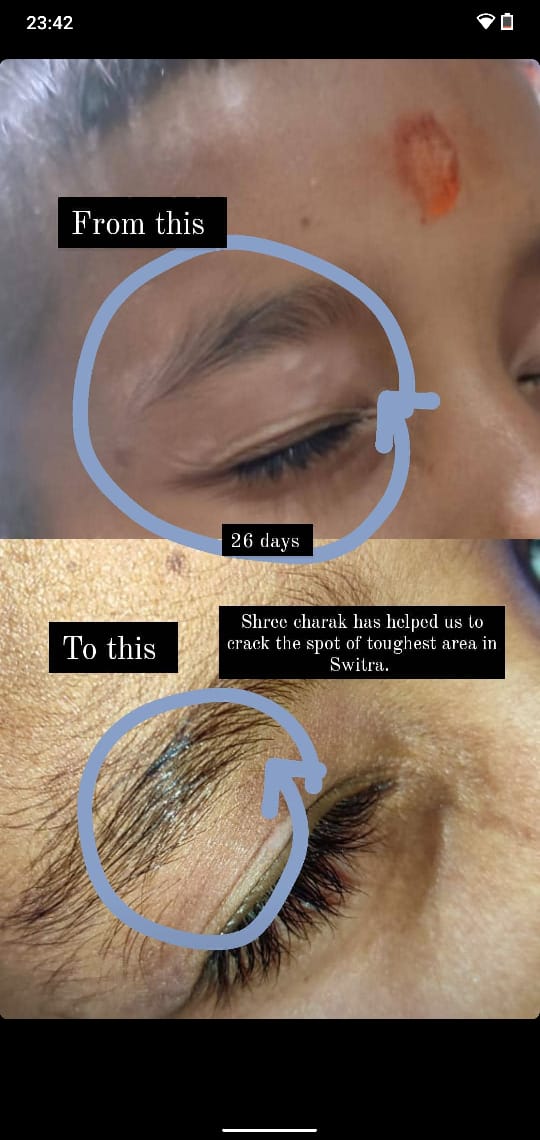 23:42
From this
26 days
To this
Shree charak has helped us to
crack the spot of toughest area in
Switra.